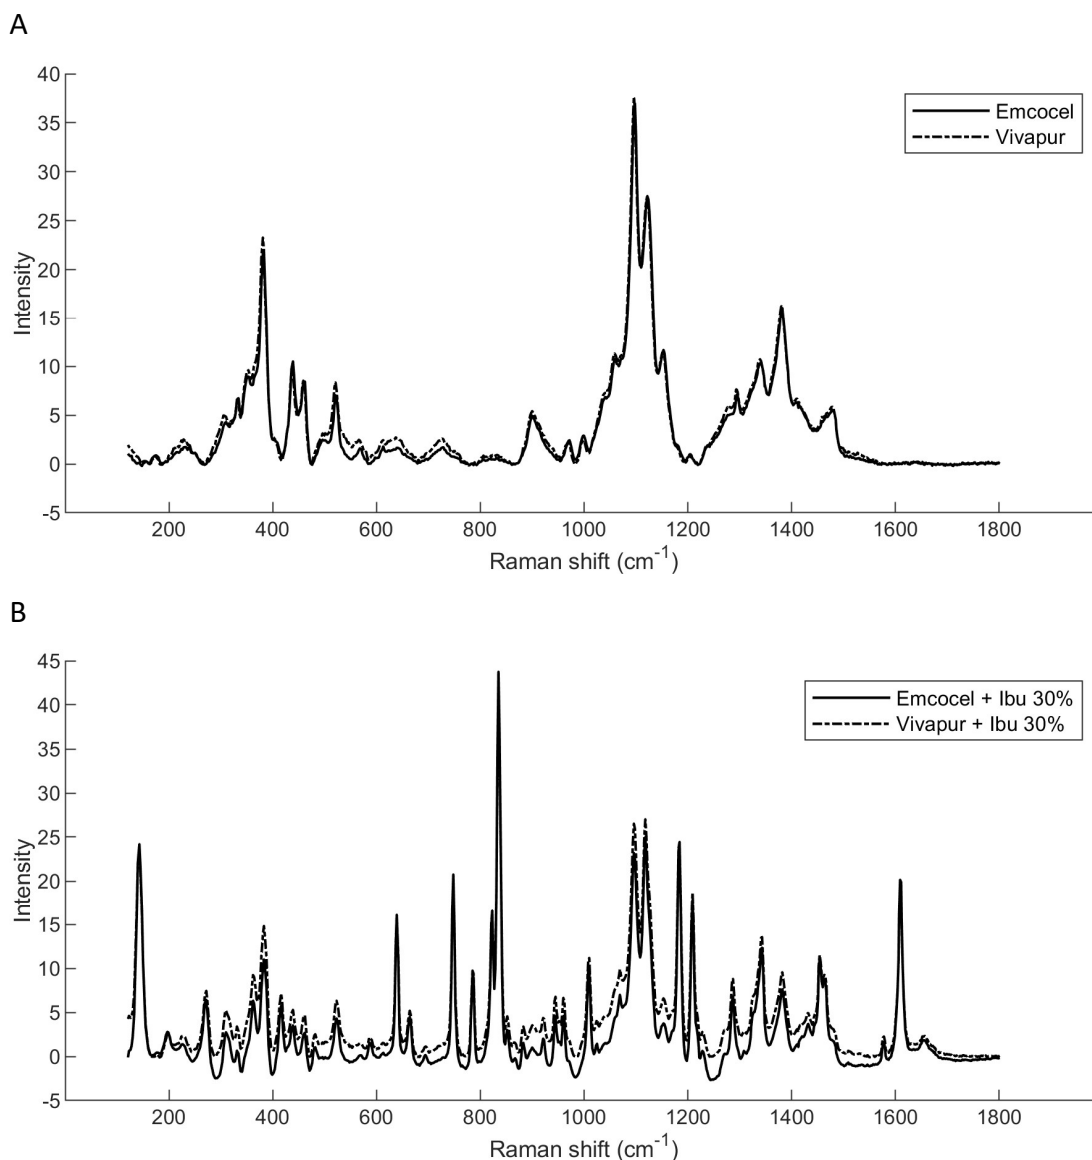 A
40
35
30
25
20
15
10
5
0
-5
Intensity
Emcocel
Vivapur
200 400 600 800 1000 1200 1400 1600 1800
Raman shift (cm⁻¹)
B
45
40
35
30
25
20
15
10
5
0
-5
Intensity
Emcocel + Ibu 30%
Vivapur + Ibu 30%
200 400 600 800 1000 1200 1400 1600 1800
Raman shift (cm⁻¹)